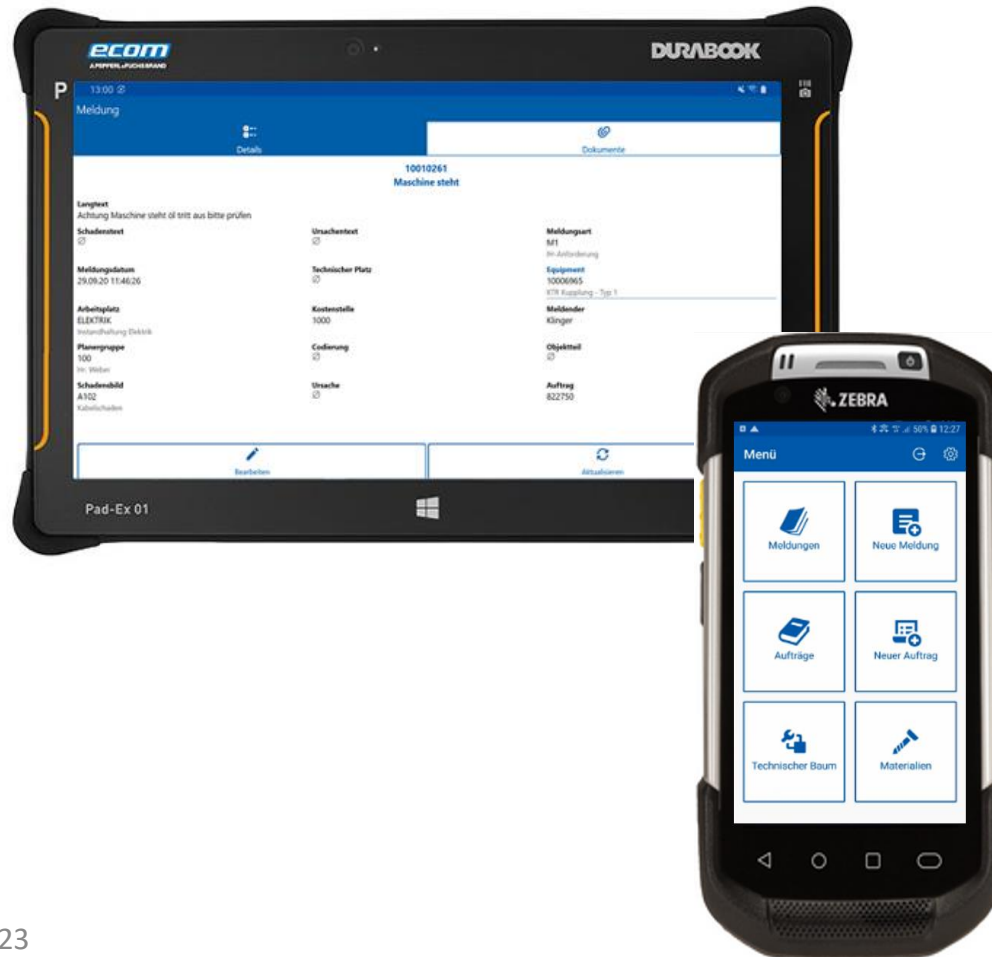 ecom
A PEPPERL+FUCHS BRAND
DURABOOK
P
13:00
Meldung
Details
Dokumente
10010261
Maschine steht
Langtext
Achtung Maschine steht öl tritt aus bitte prüfen
Schadenstext
Ursachentext
Meldungsart
Ø
Ø
M1
IH-Anforderung
Meldungsdatum
Technischer Platz
Equipment
29.09.20 11:46:26
Ø
10006965
KTR Kupplung - Typ 1
Arbeitsplatz
Kostenstelle
Meldender
ELEKTRIK
1000
Klinger
Instandhaltung Elektrik
Planergruppe
Codierung
Objektteil
100
Ø
Ø
Hr. Weber
Schadensbild
Ursache
Auftrag
A102
Ø
822750
Kabelschaden
Bearbeiten
Aktualisieren
Pad-Ex 01
ZEBRA
50% 12:27
Menü
Meldungen
Neue Meldung
Aufträge
Neuer Auftrag
Technischer Baum
Materialien
23